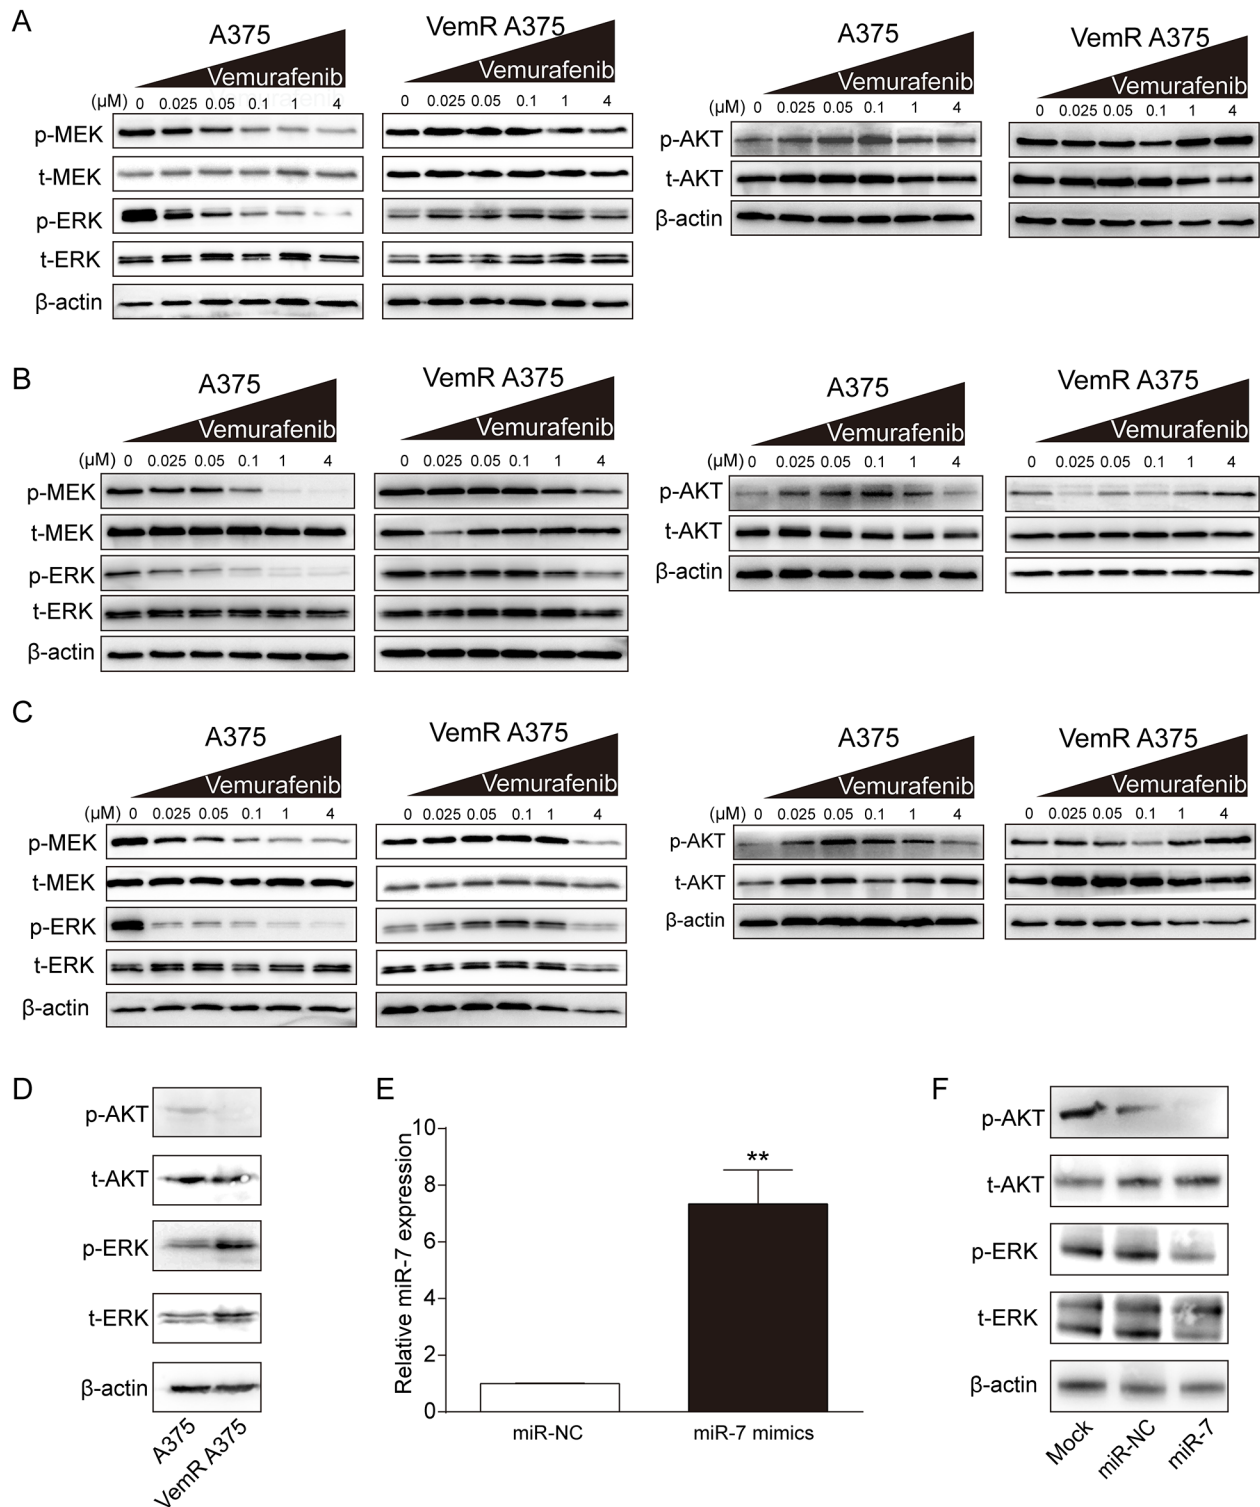 A
A375
Vemurafenib
(µM) 0 0.025 0.05 0.1 1 4
VemR A375
Vemurafenib
0 0.025 0.05 0.1 1 4
p-MEK
t-MEK
p-ERK
t-ERK
β-actin
A375
Vemurafenib
(µM) 0 0.025 0.05 0.1 1 4
VemR A375
Vemurafenib
0 0.025 0.05 0.1 1 4
p-AKT
t-AKT
β-actin
B
A375
Vemurafenib
(µM) 0 0.025 0.05 0.1 1 4
VemR A375
Vemurafenib
0 0.025 0.05 0.1 1 4
p-MEK
t-MEK
p-ERK
t-ERK
β-actin
A375
Vemurafenib
(µM) 0 0.025 0.05 0.1 1 4
VemR A375
Vemurafenib
0 0.025 0.05 0.1 1 4
p-AKT
t-AKT
β-actin
C
A375
Vemurafenib
(µM) 0 0.025 0.05 0.1 1 4
VemR A375
Vemurafenib
0 0.025 0.05 0.1 1 4
p-MEK
t-MEK
p-ERK
t-ERK
β-actin
A375
Vemurafenib
(µM) 0 0.025 0.05 0.1 1 4
VemR A375
Vemurafenib
0 0.025 0.05 0.1 1 4
p-AKT
t-AKT
β-actin
D
p-AKT
t-AKT
p-ERK
t-ERK
β-actin
A375
VemR A375
E
Relative miR-7 expression
10
8
6
4
2
0
**
miR-NC
miR-7 mimics
F
p-AKT
t-AKT
p-ERK
t-ERK
β-actin
Mock
miR-NC
miR-7